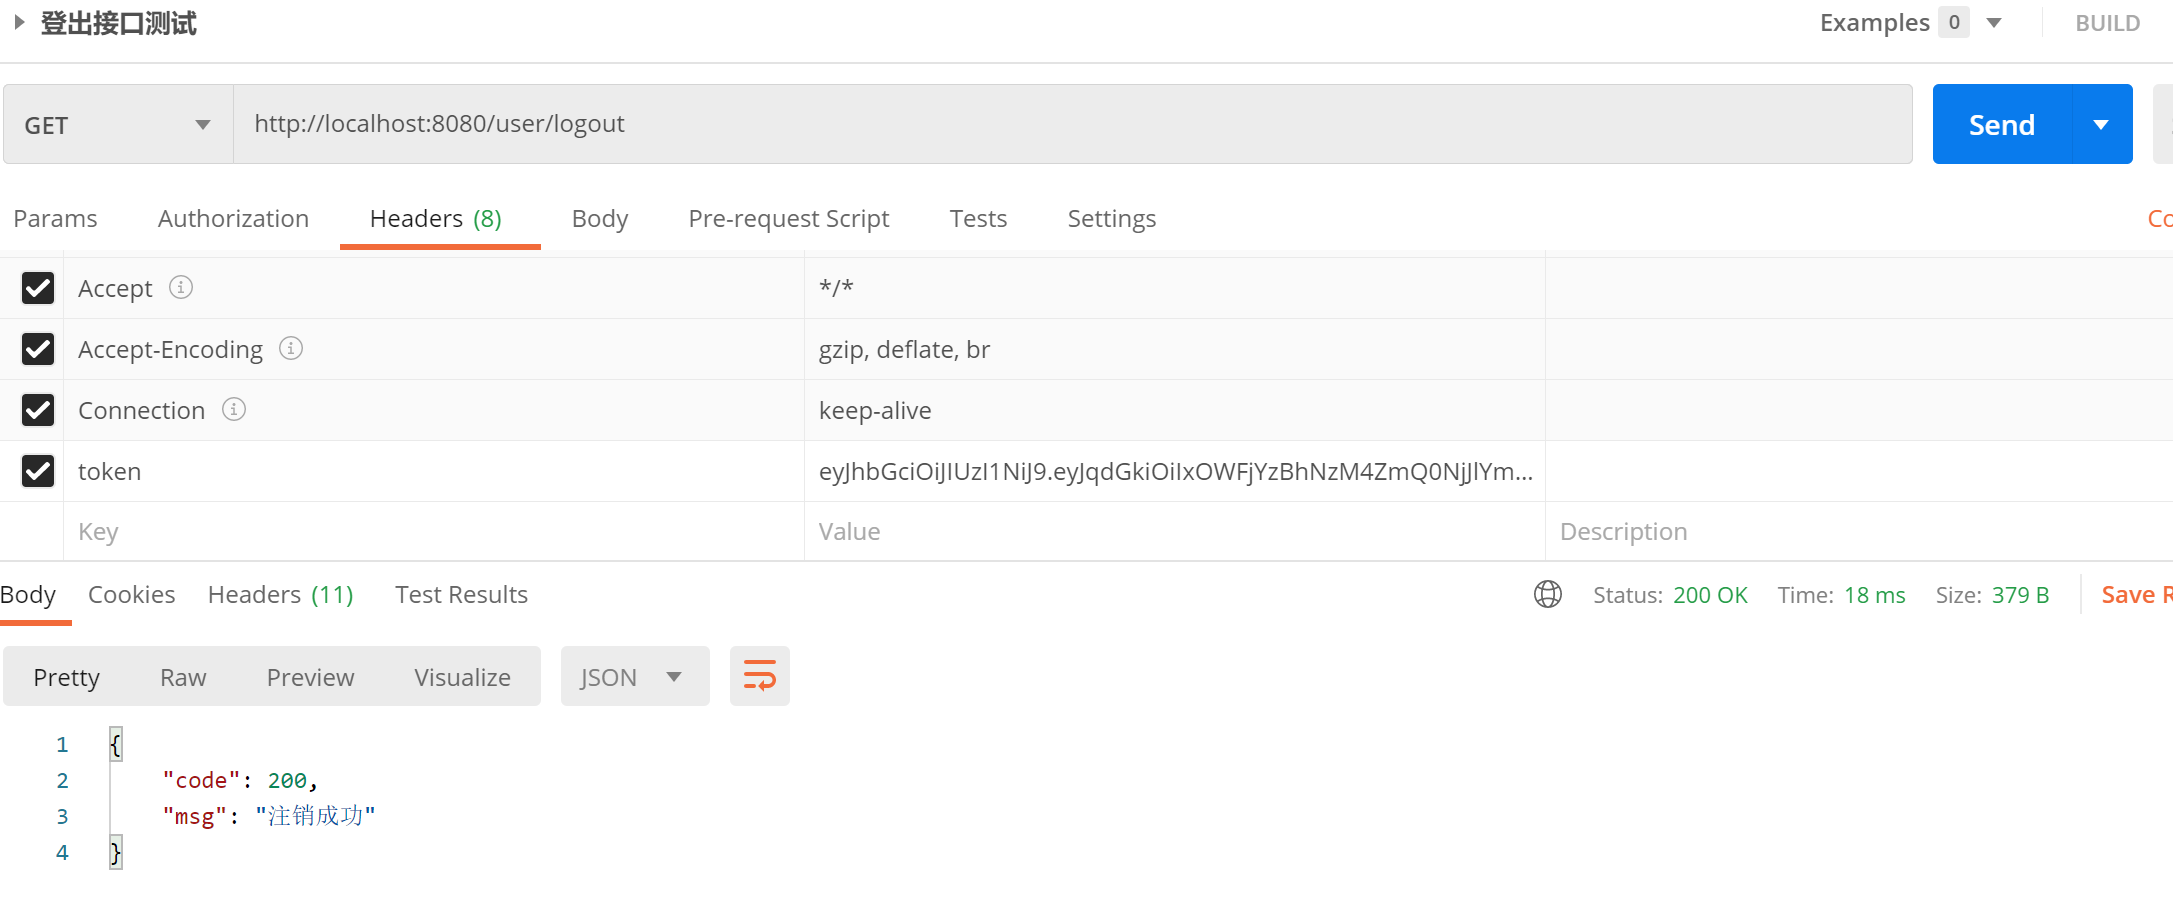 登出接口测试
Examples 0 BUILD
GET http://localhost:8080/user/logout Send
Params Authorization Headers (8) Body Pre-request Script Tests Settings Co
Accept */*
Accept-Encoding gzip, deflate, br
Connection keep-alive
token eyJhbGciOiJIUzI1NiJ9.eyJqdGkiOiIxOWFjYzBhNzM4ZmQ0NjJlYm...
Key Value Description
Body Cookies Headers (11) Test Results Status: 200 OK Time: 18 ms Size: 379 B Save R
Pretty Raw Preview Visualize JSON
1 {
2 "code": 200,
3 "msg": "注销成功"
4 }